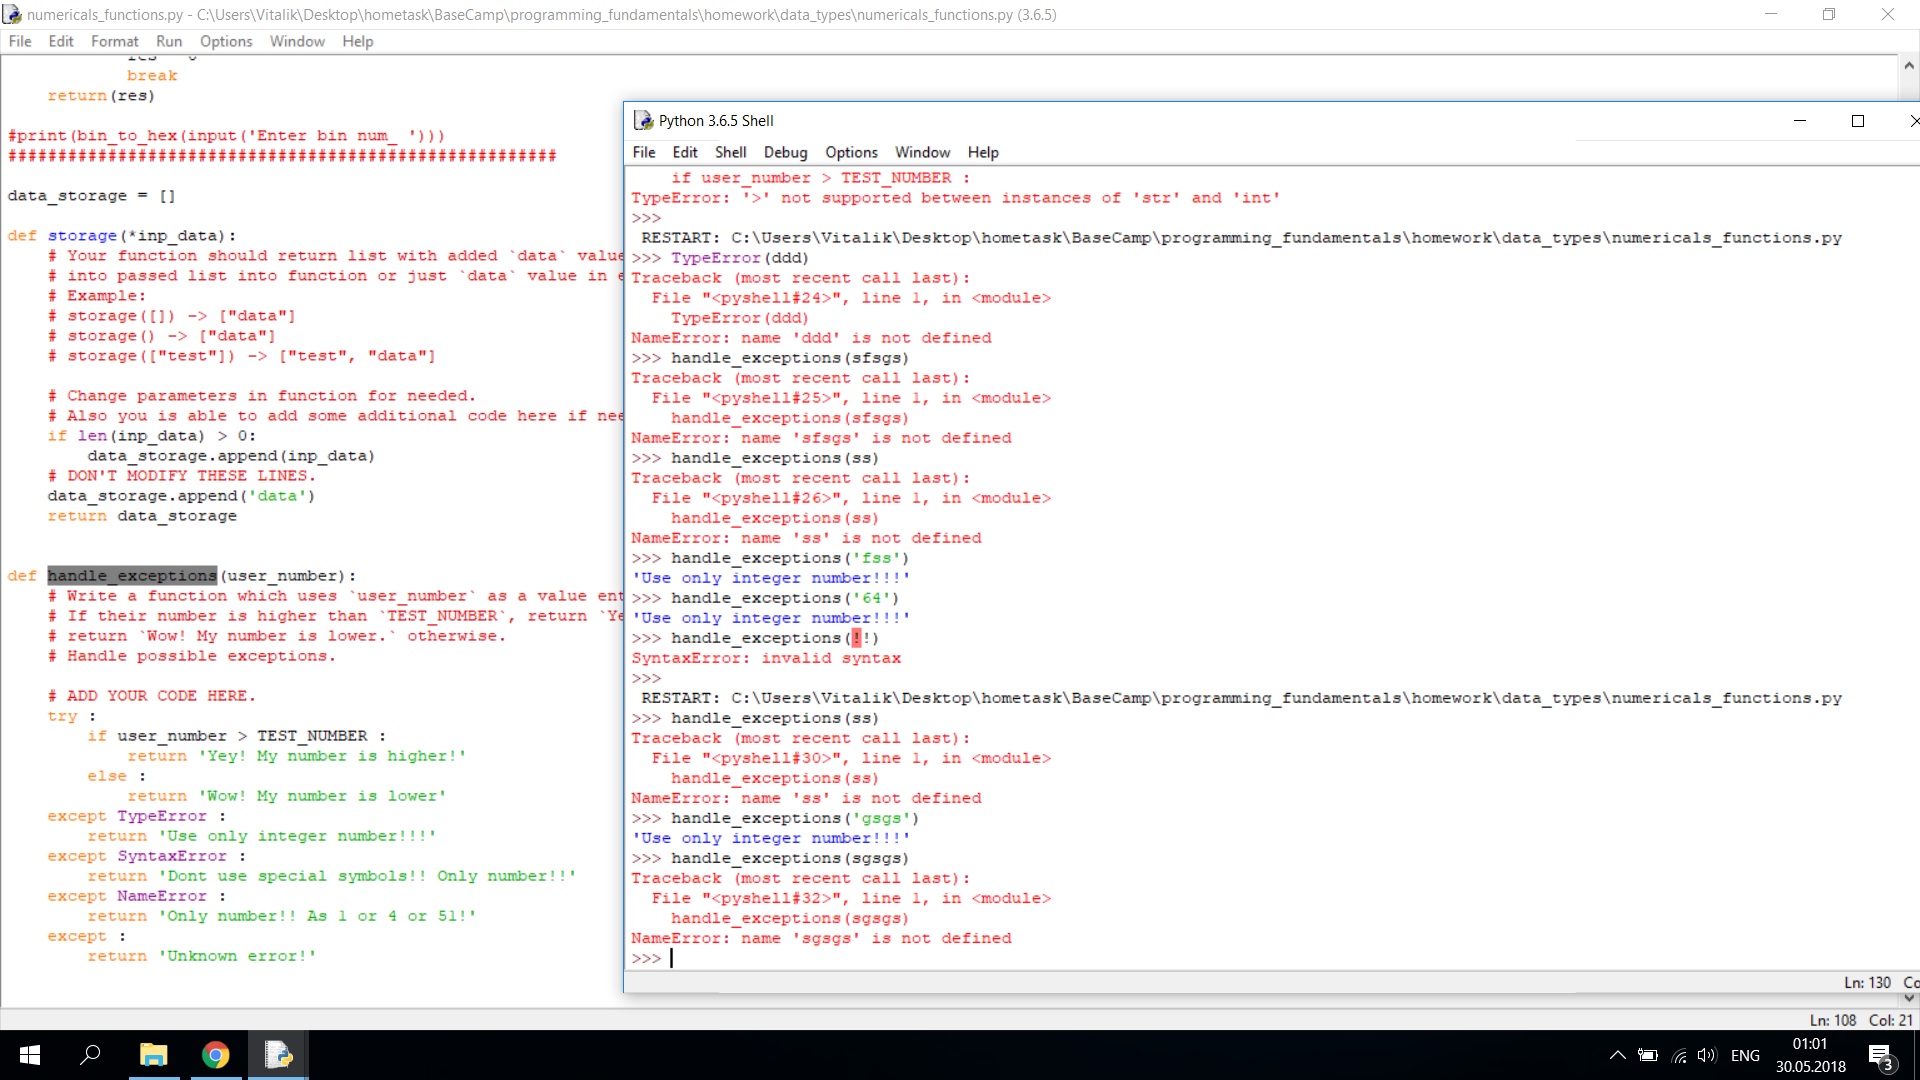 numericals_functions.py - C:\Users\Vitalik\Desktop\hometask\BaseCamp\programming_fundamentals\homework\data_types\numericals_functions.py (3.6.5)
File Edit Format Run Options Window Help
break
return(res)
#print(bin_to_hex(input('Enter bin num_ ')))
#######################################################
data_storage = []
def storage(*inp_data):
# Your function should return list with added `data` value
# into passed list into function or just `data` value in e
# Example:
# storage([]) -> ["data"]
# storage() -> ["data"]
# storage(["test"]) -> ["test", "data"]
# Change parameters in function for needed.
# Also you is able to add some additional code here if nee
if len(inp_data) > 0:
data_storage.append(inp_data)
# DON'T MODIFY THESE LINES.
data_storage.append('data')
return data_storage
def handle_exceptions(user_number):
# Write a function which uses `user_number` as a value ent
# If their number is higher than `TEST_NUMBER`, return `Ye
# return `Wow! My number is lower.` otherwise.
# Handle possible exceptions.
# ADD YOUR CODE HERE.
try :
if user_number > TEST_NUMBER :
return 'Yey! My number is higher!'
else :
return 'Wow! My number is lower'
except TypeError :
return 'Use only integer number!!!'
except SyntaxError :
return 'Dont use special symbols!! Only number!!'
except NameError :
return 'Only number!! As 1 or 4 or 51!'
except :
return 'Unknown error!'
Python 3.6.5 Shell
File Edit Shell Debug Options Window Help
if user_number > TEST_NUMBER :
TypeError: '>' not supported between instances of 'str' and 'int'
>>>
RESTART: C:\Users\Vitalik\Desktop\hometask\BaseCamp\programming_fundamentals\homework\data_types\numericals_functions.py
>>> TypeError(ddd)
Traceback (most recent call last):
File "<pyshell#24>", line 1, in <module>
TypeError(ddd)
NameError: name 'ddd' is not defined
>>> handle_exceptions(sfsgs)
Traceback (most recent call last):
File "<pyshell#25>", line 1, in <module>
handle_exceptions(sfsgs)
NameError: name 'sfsgs' is not defined
>>> handle_exceptions(ss)
Traceback (most recent call last):
File "<pyshell#26>", line 1, in <module>
handle_exceptions(ss)
NameError: name 'ss' is not defined
>>> handle_exceptions('fss')
'Use only integer number!!!'
>>> handle_exceptions('64')
'Use only integer number!!!'
>>> handle_exceptions(!!)
SyntaxError: invalid syntax
>>>
RESTART: C:\Users\Vitalik\Desktop\hometask\BaseCamp\programming_fundamentals\homework\data_types\numericals_functions.py
>>> handle_exceptions(ss)
Traceback (most recent call last):
File "<pyshell#30>", line 1, in <module>
handle_exceptions(ss)
NameError: name 'ss' is not defined
>>> handle_exceptions('gsgs')
'Use only integer number!!!'
>>> handle_exceptions(sgsgs)
Traceback (most recent call last):
File "<pyshell#32>", line 1, in <module>
handle_exceptions(sgsgs)
NameError: name 'sgsgs' is not defined
>>>
Ln: 130 Co
Ln: 108 Col: 21
ENG
01:01
30.05.2018
3